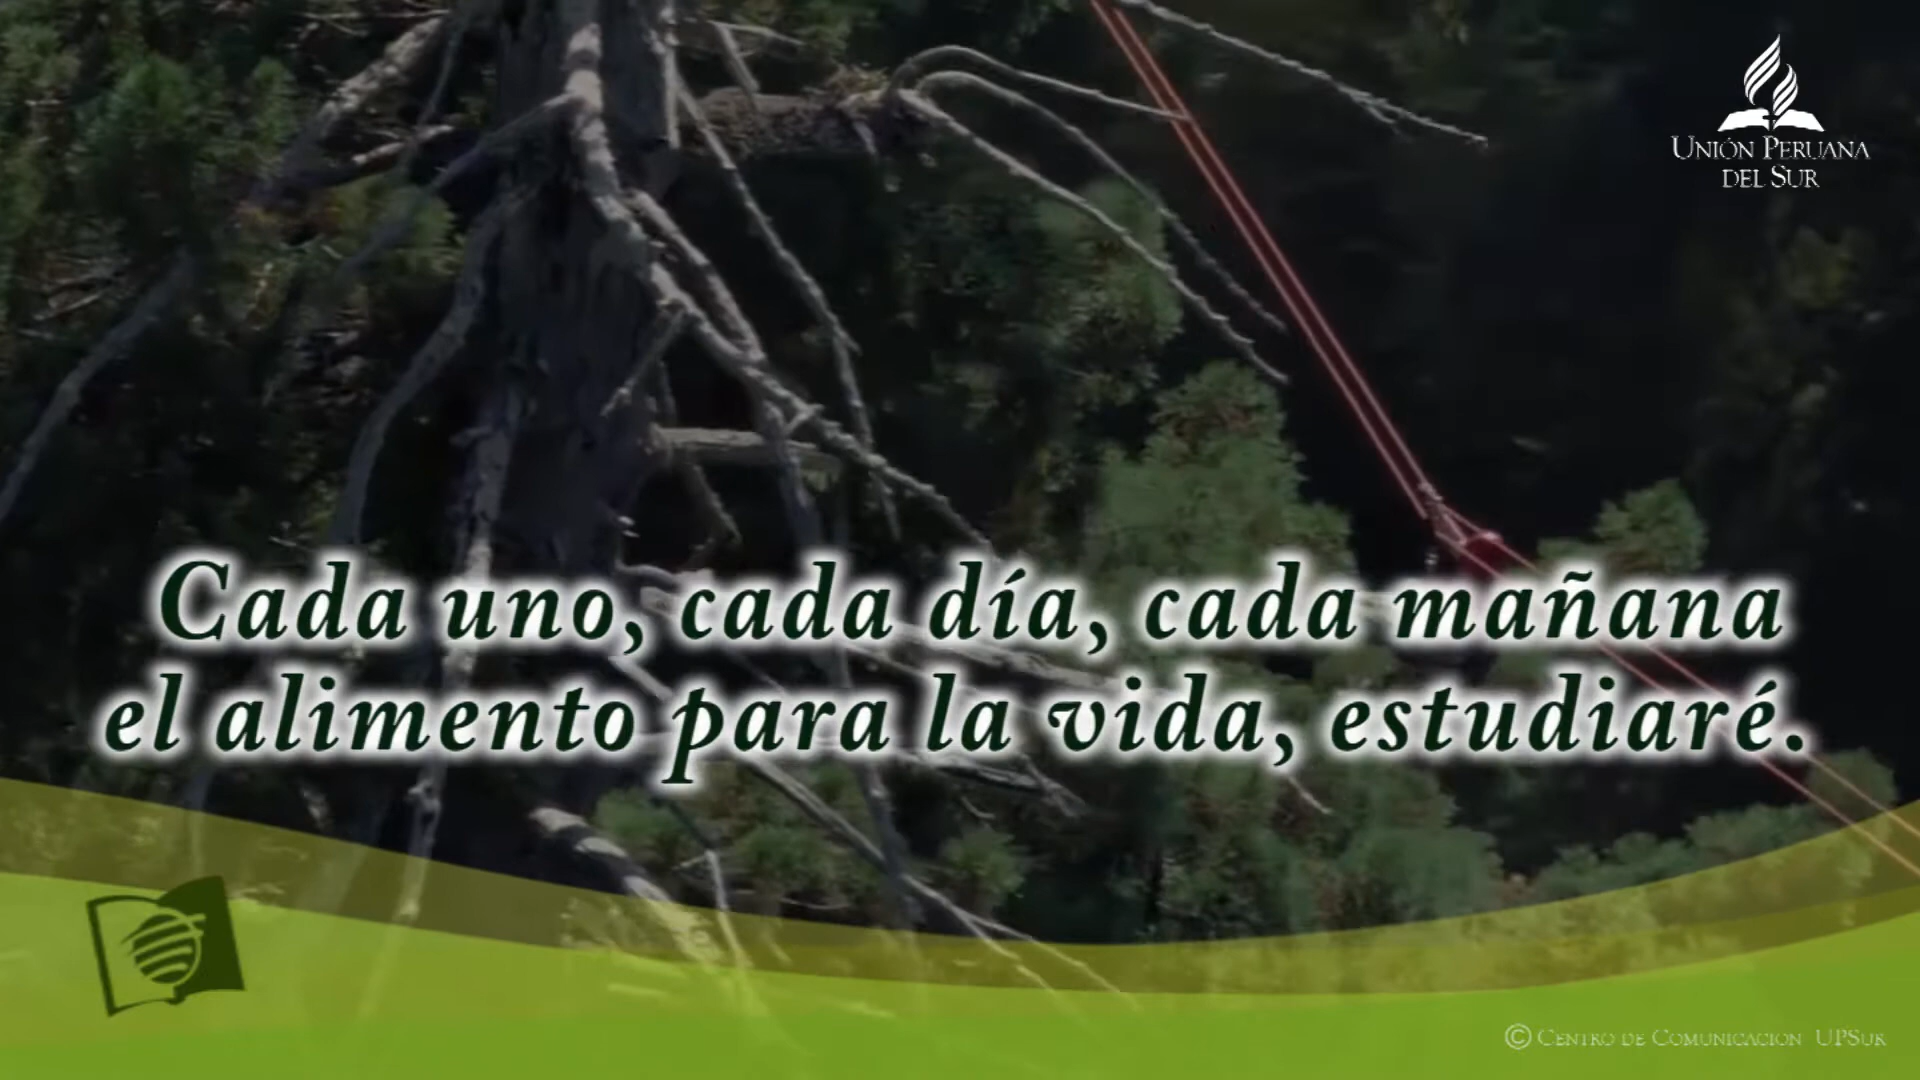 UNIÓN PERUANA
DEL SUR
Cada uno, cada día, cada mañana
el alimento para la vida, estudiaré.
© CENTRO DE COMUNICACION UPSUR